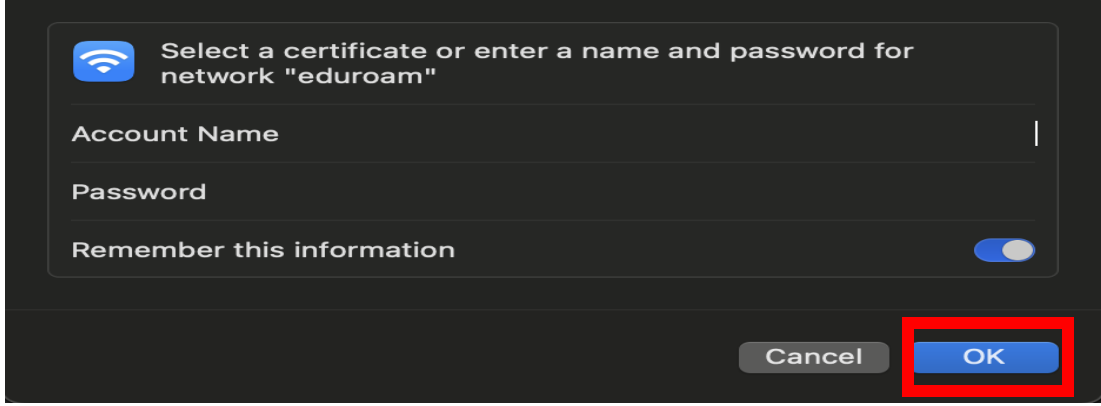 Select a certificate or enter a name and password for
network "eduroam"
Account Name
Password
Remember this information
Cancel
OK